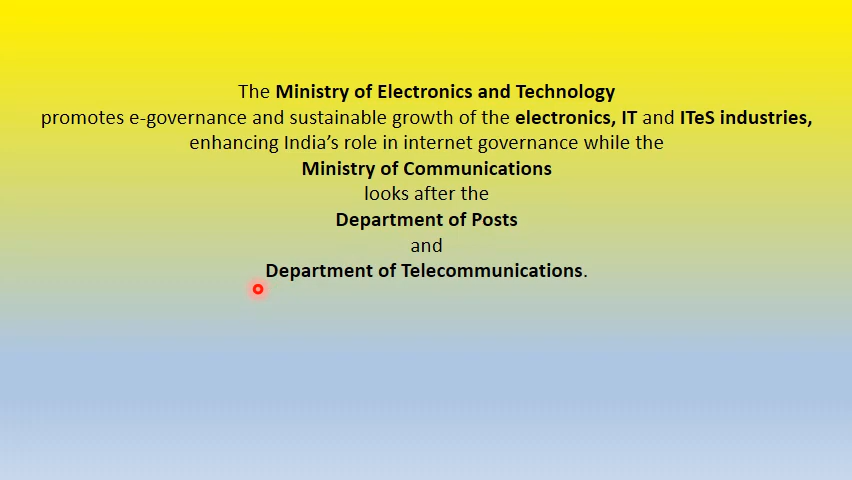 The Ministry of Electronics and Technology
promotes e-governance and sustainable growth of the electronics, IT and ITeS industries,
enhancing India's role in internet governance while the
Ministry of Communications
looks after the
Department of Posts
and
Department of Telecommunications.